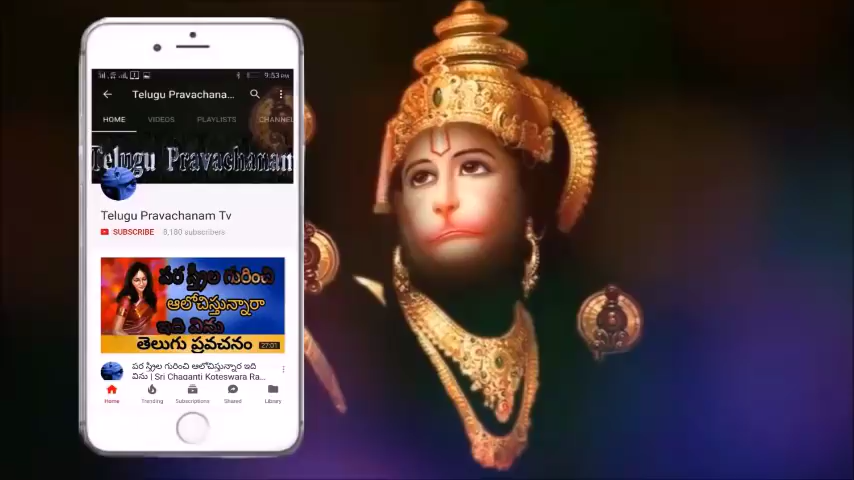 9:53 PM
Telugu Pravachana...
HOME VIDEOS PLAYLISTS CHANNEL
Telugu Pravachanam
Telugu Pravachanam Tv
SUBSCRIBE 8,180 subscribers
పర స్త్రీల గురించి
ఆలోచిస్తున్నారా
ఇది విను
తెలుగు ప్రవచనం 27:01
పర స్త్రీల గురించి ఆలోచిస్తున్నార ఇది
విను | Sri Chaganti Koteswara Ra...
Home Trending Subscriptions Shared Library